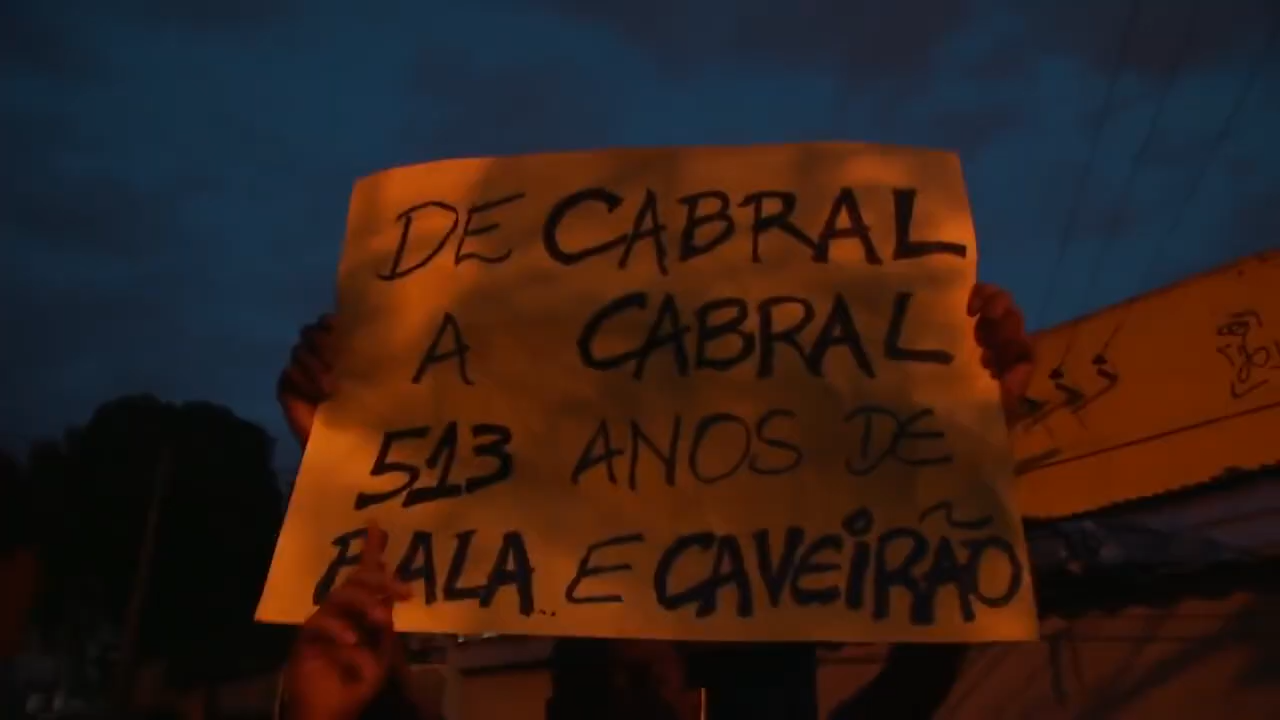 DE CABRAL
A CABRAL
513 ANOS DE
BALA E CAVEIRÃO